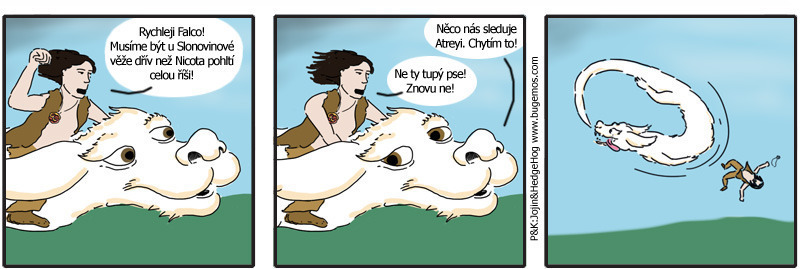 Rychleji Falco!
Musíme být u Slonovinové
věže dřív než Nicota pohltí
celou říši!
Něco nás sleduje
Atreyi. Chytím to!
Ne ty tupý pse!
Znovu ne!
P&K:Jojin&HedgeHog www.bugemos.com